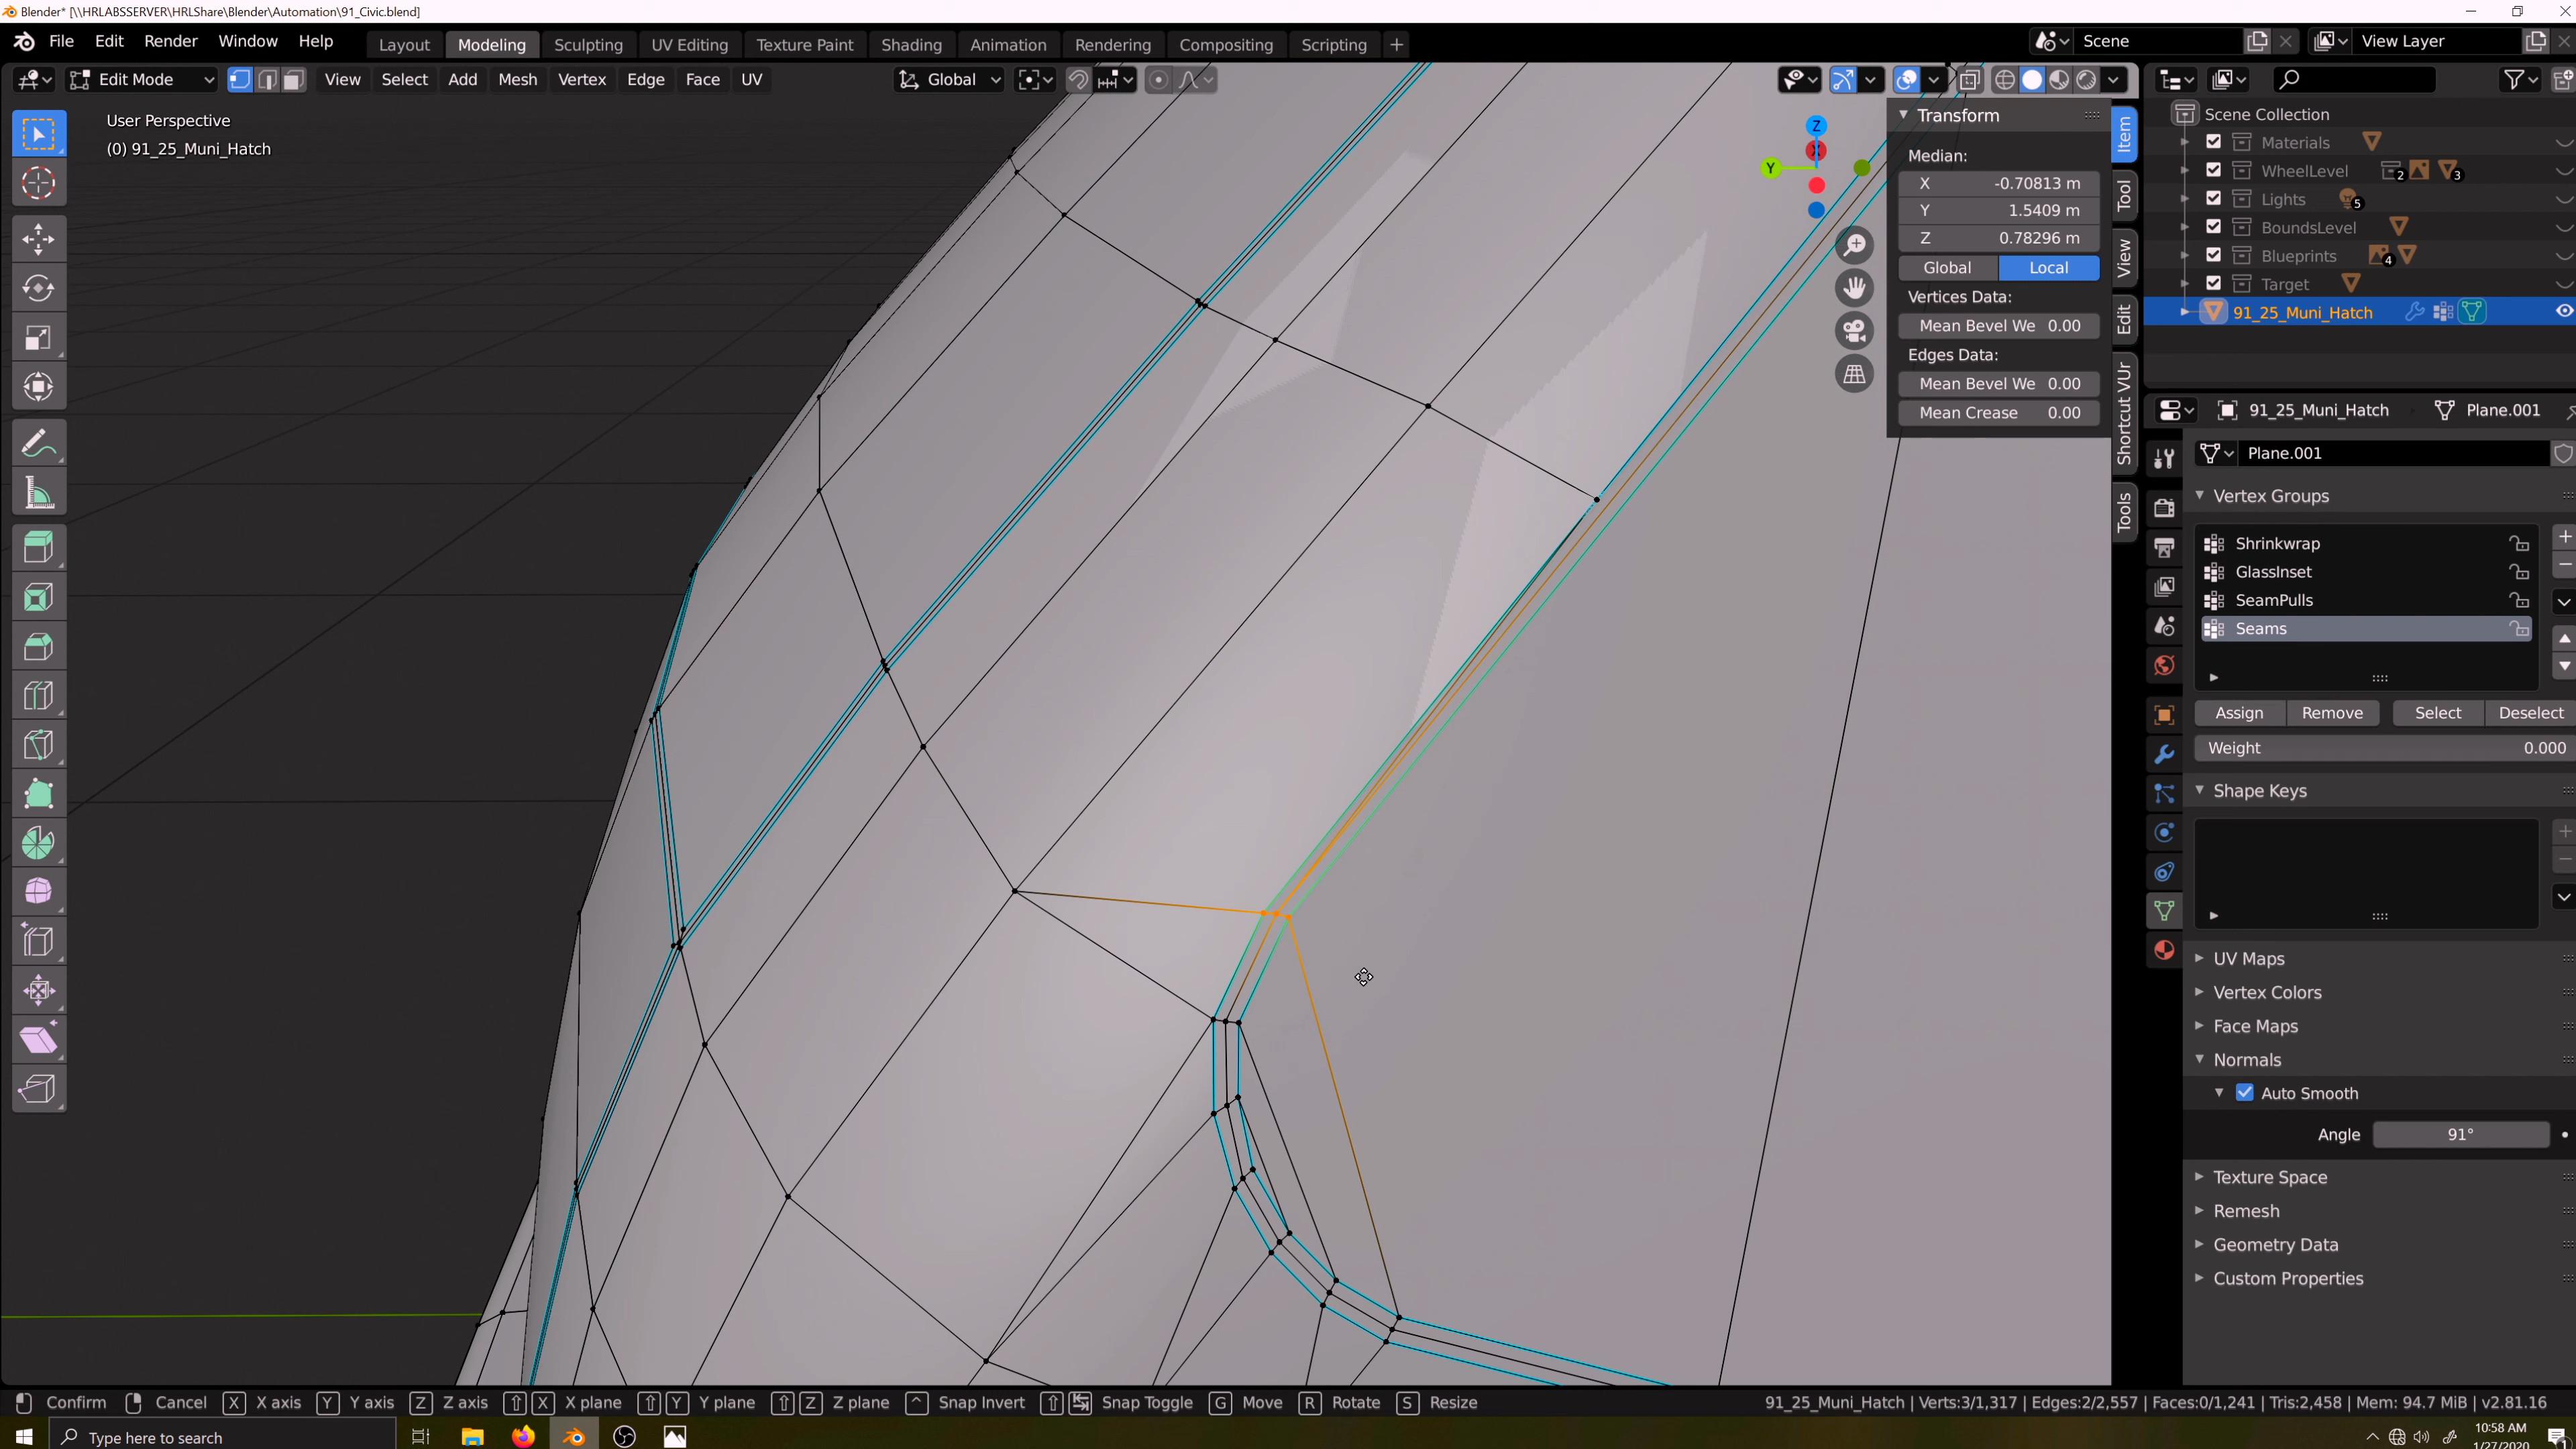 Blender* [\\HRLABSSERVER\HRLShare\Blender\Automation\91_Civic.blend]
File Edit Render Window Help Layout Modeling Sculpting UV Editing Texture Paint Shading Animation Rendering Compositing Scripting + Scene View Layer
Edit Mode View Select Add Mesh Vertex Edge Face UV Global
User Perspective
(0) 91_25_Muni_Hatch
Z
X
Y
Transform
Median:
X -0.70813 m
Y 1.5409 m
Z 0.78296 m
Global Local
Vertices Data:
Mean Bevel We 0.00
Edges Data:
Mean Bevel We 0.00
Mean Crease 0.00
Item
Tool
View
Edit
Shortcut VUr
Tools
Scene Collection
Materials
WheelLevel 2 3
Lights 5
BoundsLevel
Blueprints 4
Target
91_25_Muni_Hatch
91_25_Muni_Hatch Plane.001
Plane.001
Vertex Groups
Shrinkwrap
GlassInset
SeamPulls
Seams
Assign Remove Select Deselect
Weight 0.000
Shape Keys
UV Maps
Vertex Colors
Face Maps
Normals
Auto Smooth
Angle 91°
Texture Space
Remesh
Geometry Data
Custom Properties
Confirm Cancel X X axis Y Y axis Z Z axis X X plane Y Y plane Z Z plane Snap Invert Snap Toggle G Move R Rotate S Resize
91_25_Muni_Hatch | Verts:3/1,317 | Edges:2/2,557 | Faces:0/1,241 | Tris:2,458 | Mem: 94.7 MiB | v2.81.16
Type here to search
10:58 AM
1/27/2020